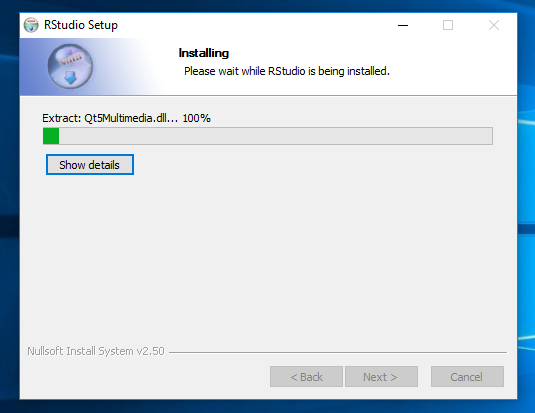 RStudio Setup
Installing
Please wait while RStudio is being installed.
Extract: Qt5Multimedia.dll... 100%
Show details
Nullsoft Install System v2.50
< Back Next > Cancel